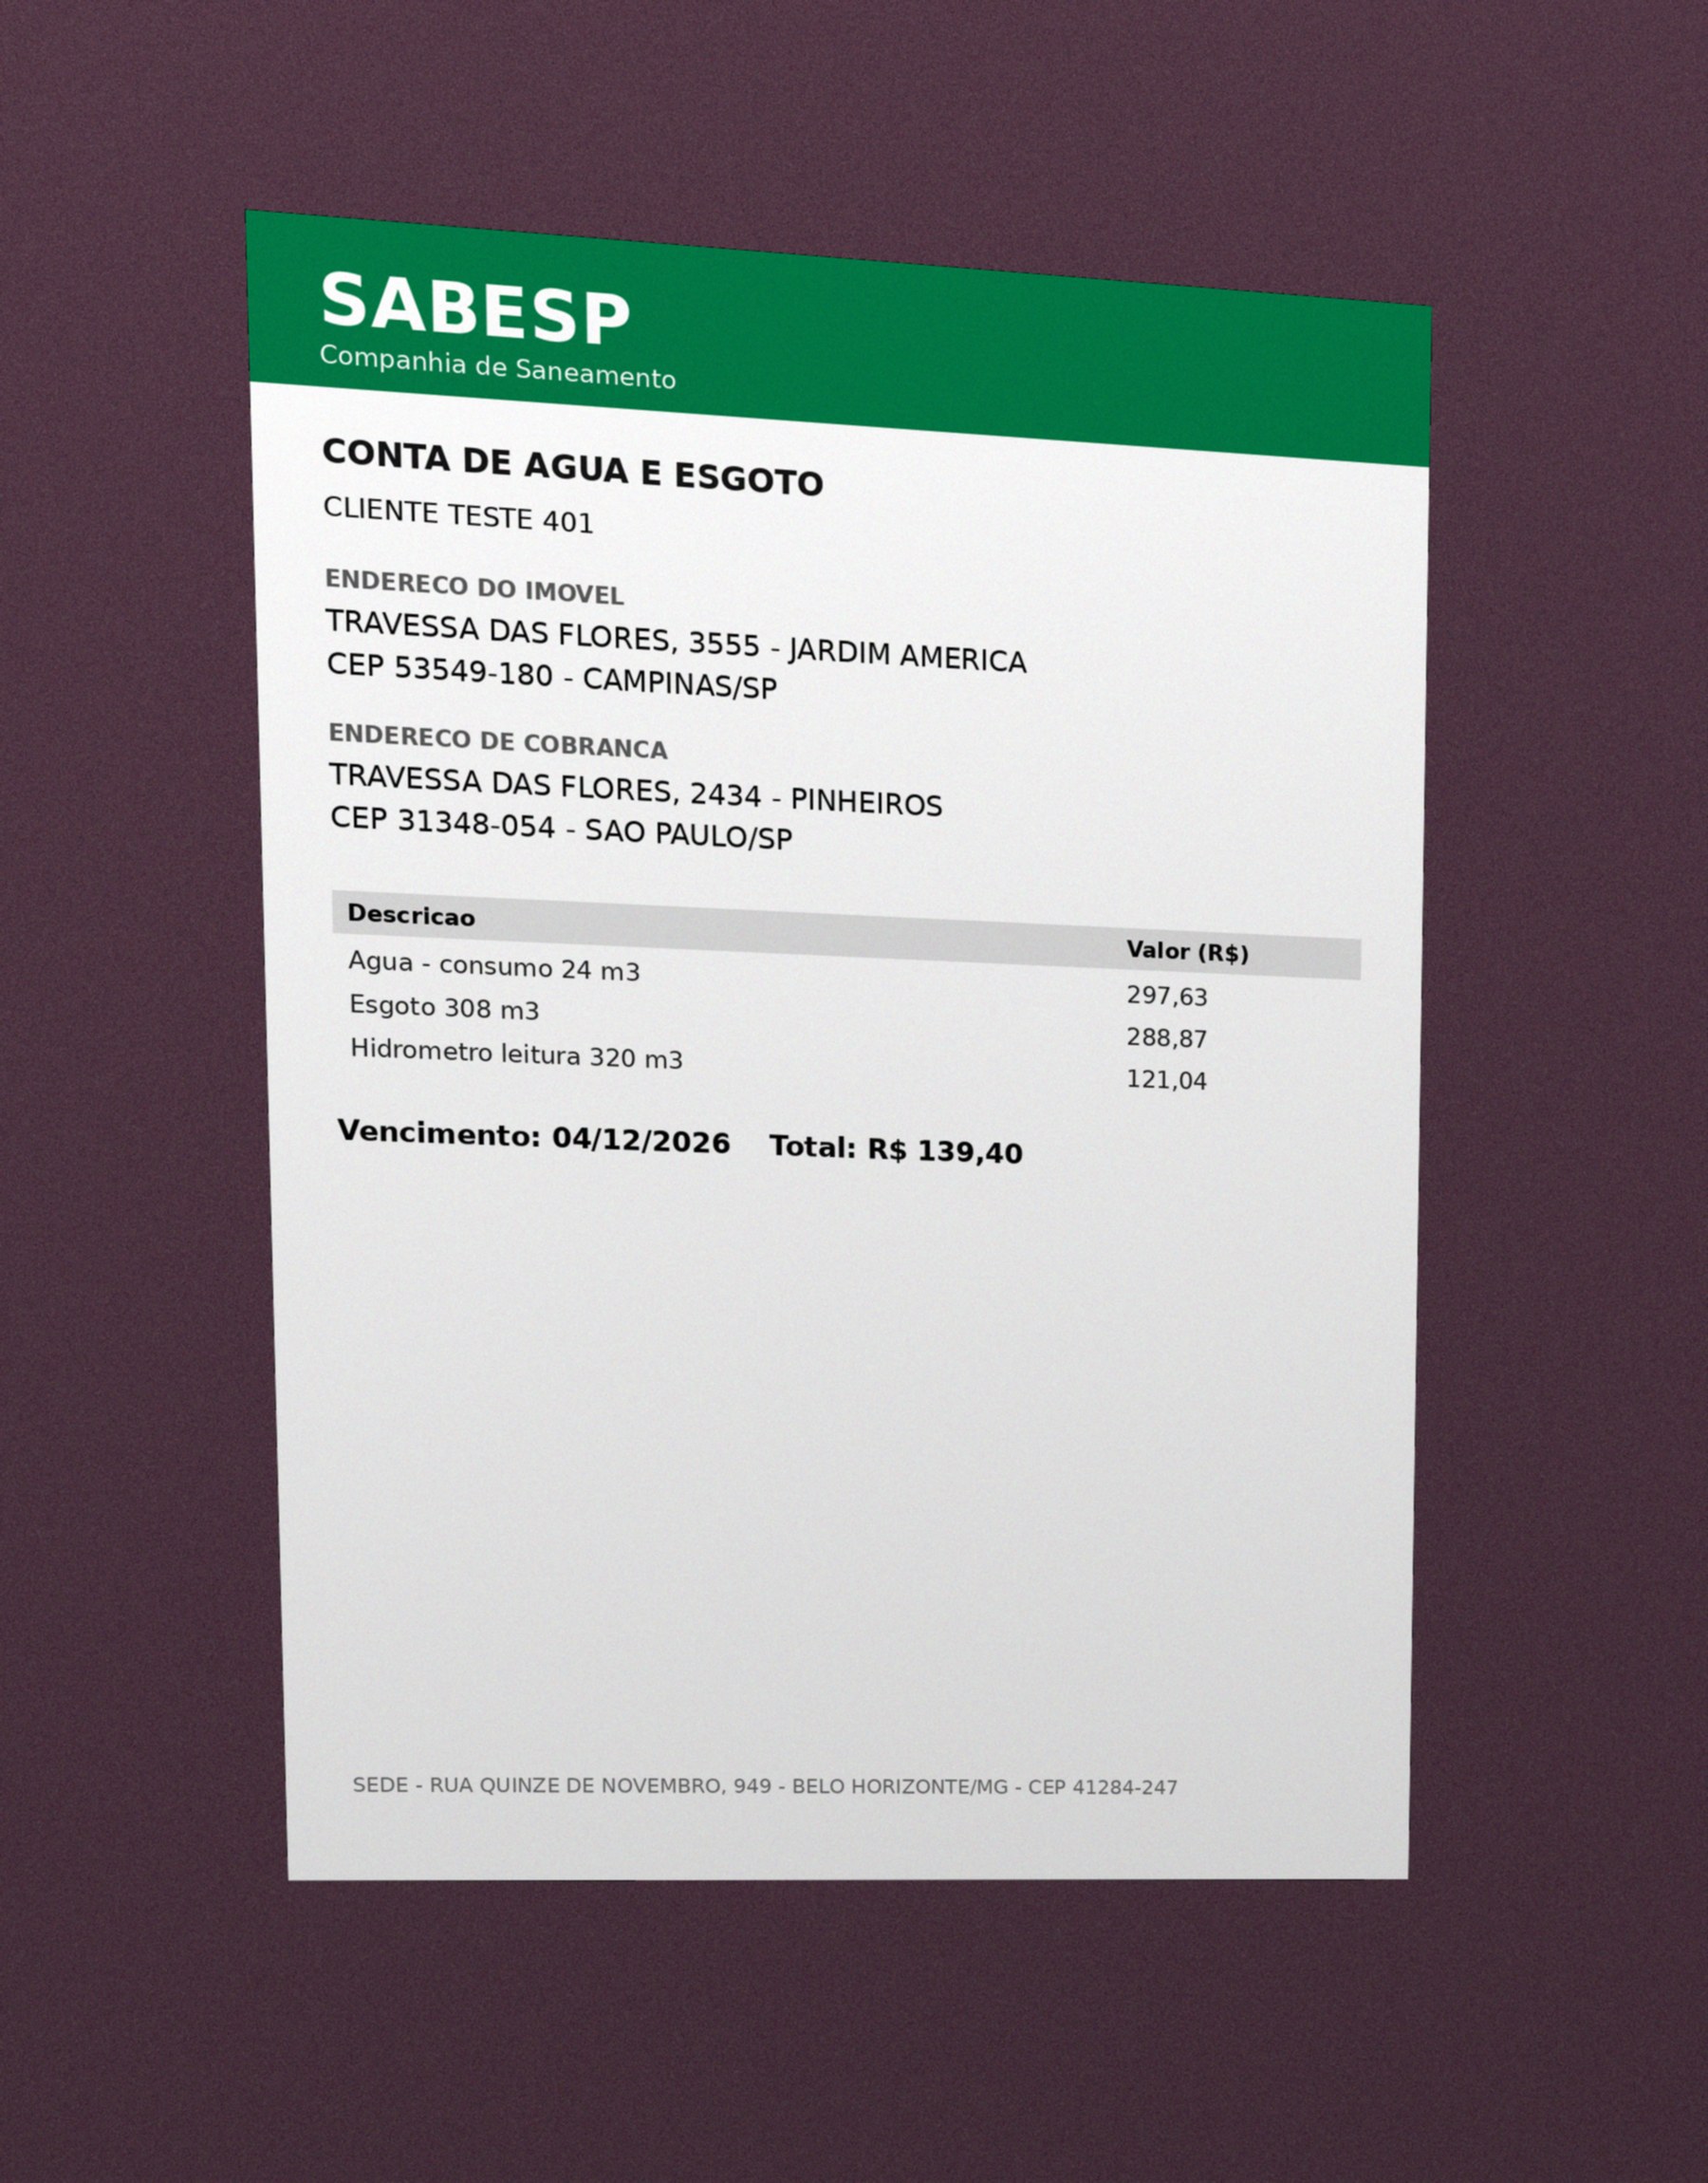 SABESP
Companhia de Saneamento
CONTA DE AGUA E ESGOTO
CLIENTE TESTE 401
ENDERECO DO IMOVEL
TRAVESSA DAS FLORES, 3555 - JARDIM AMERICA
CEP 53549-180 - CAMPINAS/SP
ENDERECO DE COBRANCA
TRAVESSA DAS FLORES, 2434 - PINHEIROS
CEP 31348-054 - SAO PAULO/SP
Descricao Valor (R$)
Agua - consumo 24 m3 297,63
Esgoto 308 m3 288,87
Hidrometro leitura 320 m3 121,04
Vencimento: 04/12/2026 Total: R$ 139,40
SEDE - RUA QUINZE DE NOVEMBRO, 949 - BELO HORIZONTE/MG - CEP 41284-247